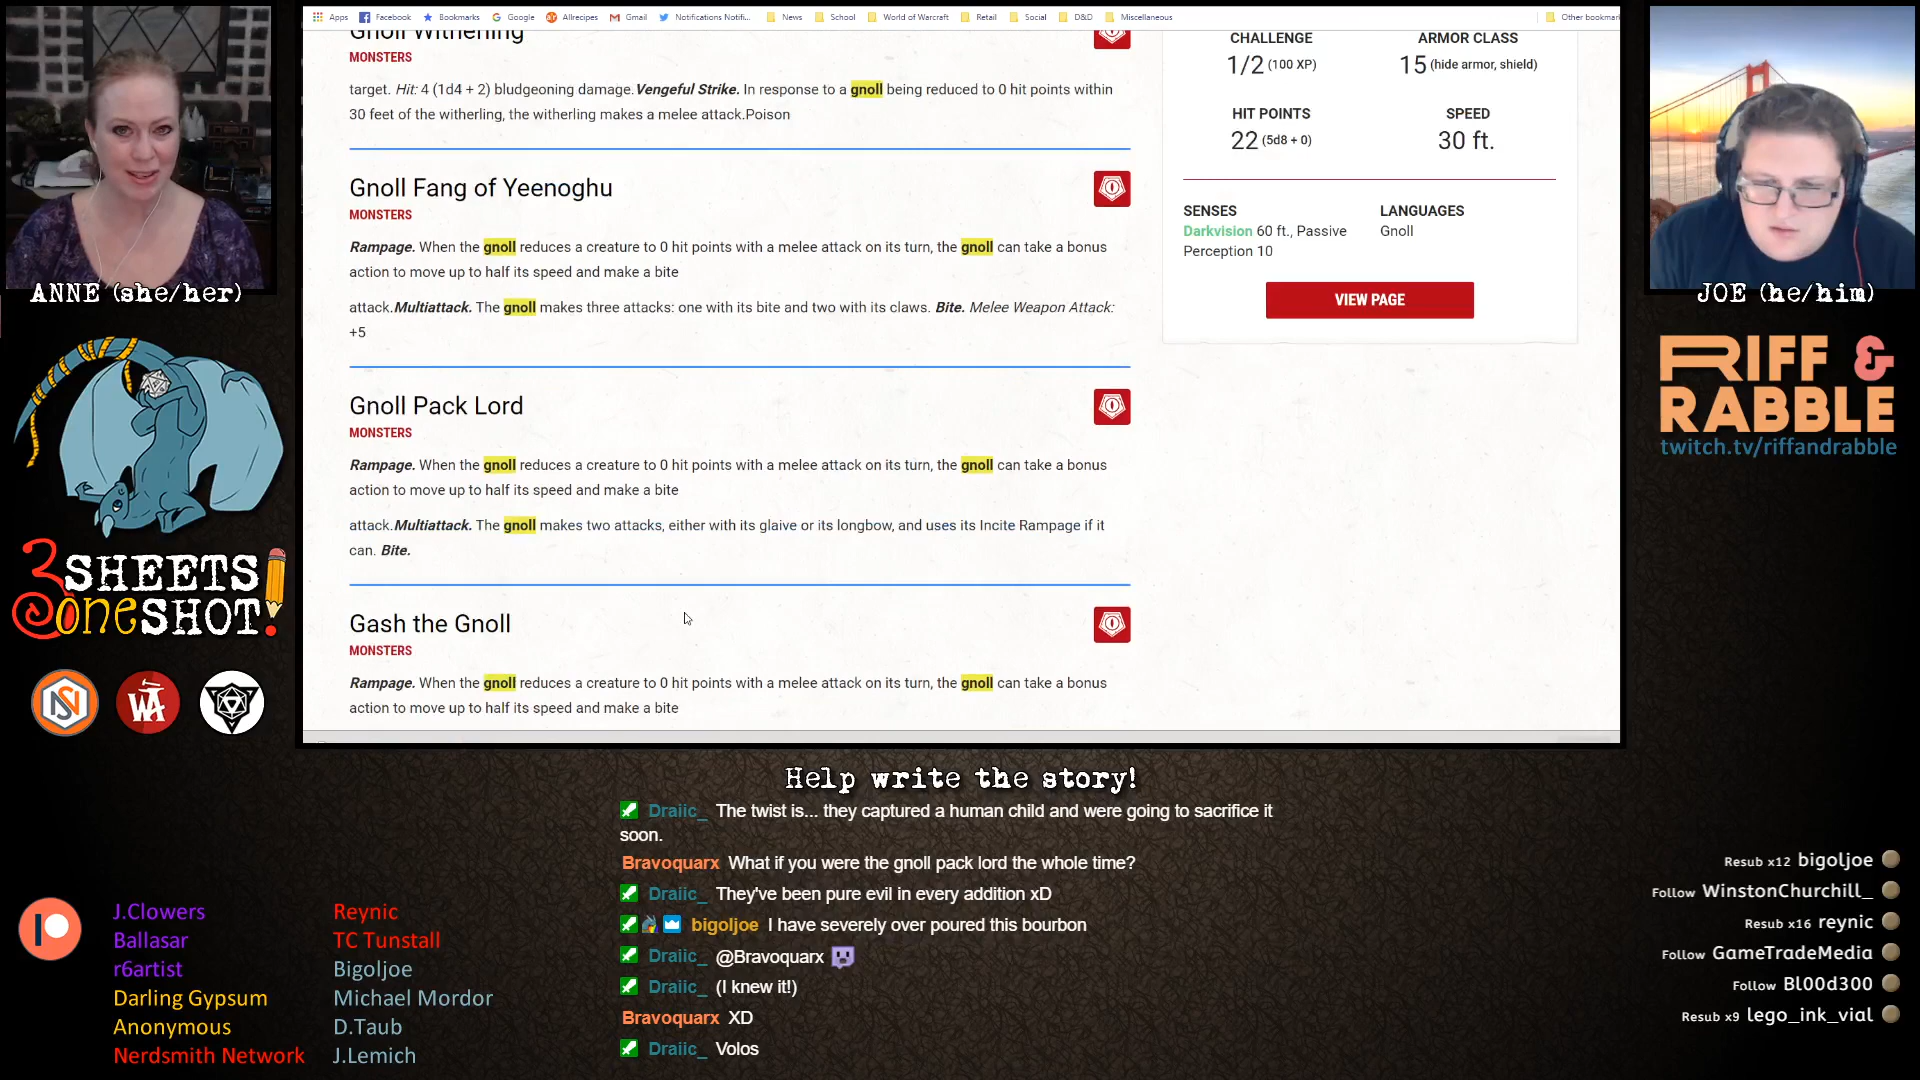 Apps Facebook Bookmarks Google Allrecipes Gmail Notifications Notifi... News School World of Warcraft Retail Social D&D Miscellaneous Other bookmar
Gnoll Witherling
MONSTERS
target. Hit: 4 (1d4 + 2) bludgeoning damage.Vengeful Strike. In response to a gnoll being reduced to 0 hit points within
30 feet of the witherling, the witherling makes a melee attack.Poison
Gnoll Fang of Yeenoghu
MONSTERS
Rampage. When the gnoll reduces a creature to 0 hit points with a melee attack on its turn, the gnoll can take a bonus
action to move up to half its speed and make a bite
attack.Multiattack. The gnoll makes three attacks: one with its bite and two with its claws. Bite. Melee Weapon Attack:
+5
Gnoll Pack Lord
MONSTERS
Rampage. When the gnoll reduces a creature to 0 hit points with a melee attack on its turn, the gnoll can take a bonus
action to move up to half its speed and make a bite
attack.Multiattack. The gnoll makes two attacks, either with its glaive or its longbow, and uses its Incite Rampage if it
can. Bite.
Gash the Gnoll
MONSTERS
Rampage. When the gnoll reduces a creature to 0 hit points with a melee attack on its turn, the gnoll can take a bonus
action to move up to half its speed and make a bite
CHALLENGE
1/2 (100 XP)
ARMOR CLASS
15 (hide armor, shield)
HIT POINTS
22 (5d8 + 0)
SPEED
30 ft.
SENSES
Darkvision 60 ft., Passive
Perception 10
LANGUAGES
Gnoll
VIEW PAGE
ANNE (she/her)
JOE (he/him)
3 SHEETS
@oneSHOT!
NS
WA
RIFF &
RABBLE
twitch.tv/riffandrabble
Help write the story!
Draiic_ The twist is... they captured a human child and were going to sacrifice it
soon.
Bravoquarx What if you were the gnoll pack lord the whole time?
Draiic_ They've been pure evil in every addition xD
bigoljoe I have severely over poured this bourbon
Draiic_ @Bravoquarx
Draiic_ (I knew it!)
Bravoquarx XD
Draiic_ Volos
J.Clowers
Ballasar
r6artist
Darling Gypsum
Anonymous
Nerdsmith Network
Reynic
TC Tunstall
Bigoljoe
Michael Mordor
D.Taub
J.Lemich
Resub x12 bigoljoe
Follow WinstonChurchill_
Resub x16 reynic
Follow GameTradeMedia
Follow Bl00d300
Resub x9 lego_ink_vial